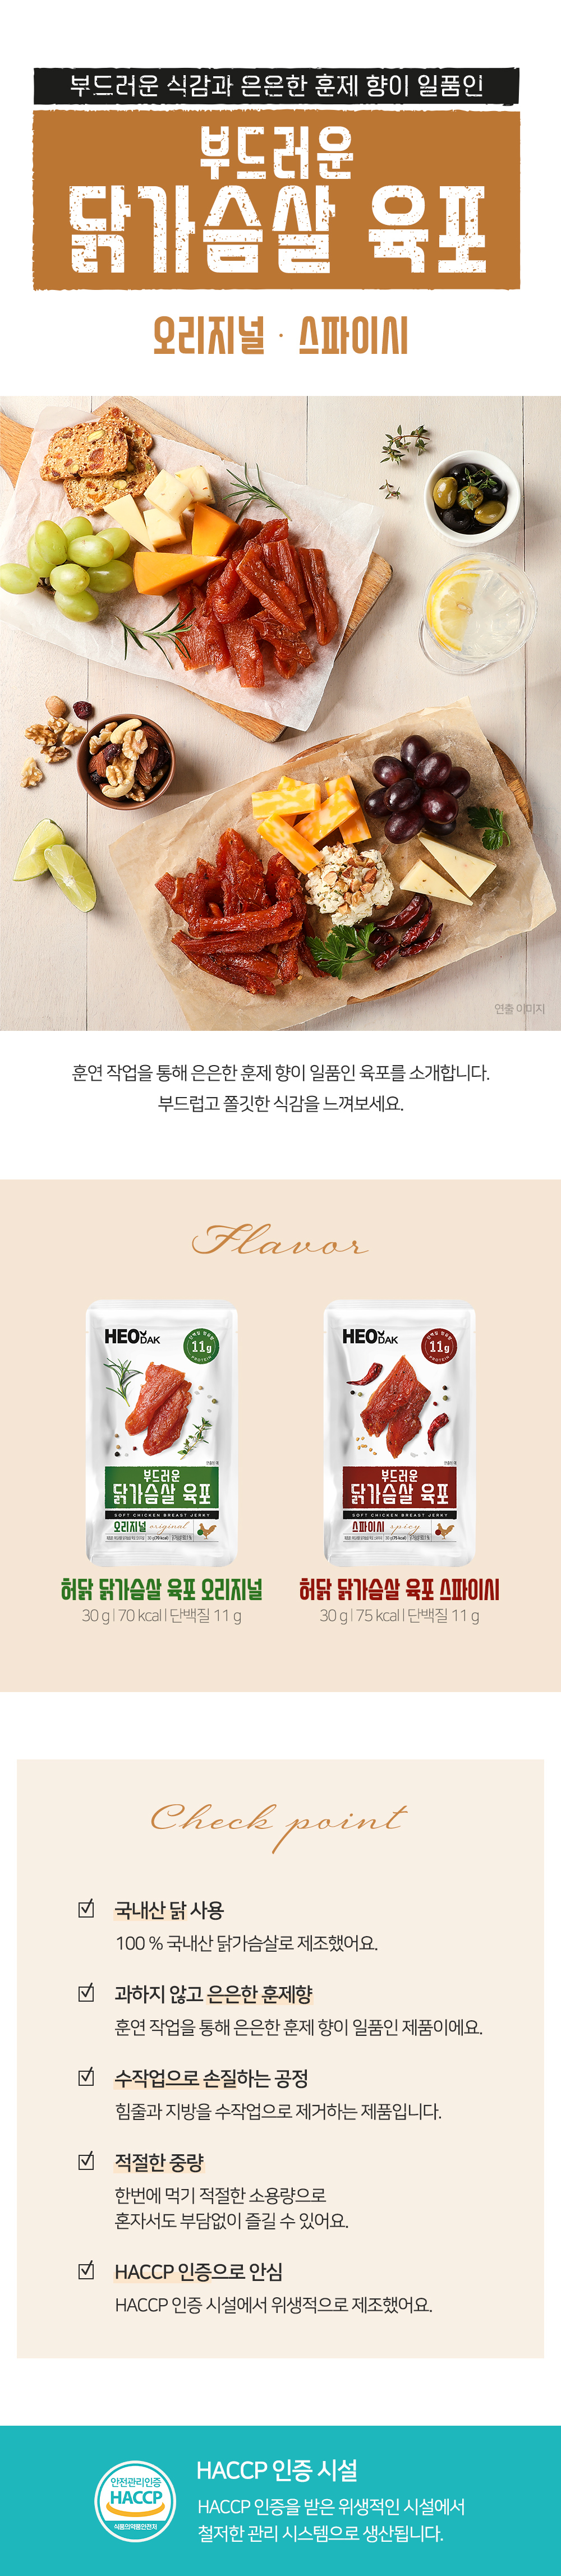 부드러운 식감과 은은한 훈제 향이 일품인
부드러운
닭가슴살 육포
오리지널 · 스파이시
연출 이미지
훈연 작업을 통해 은은한 훈제 향이 일품인 육포를 소개합니다.
부드럽고 쫄깃한 식감을 느껴보세요.
Flavor
HEO DAK
11g
PROTEIN
부드러운
닭가슴살 육포
SOFT CHICKEN BREAST JERKY
오리지널 original
HEO DAK
11g
PROTEIN
부드러운
닭가슴살 육포
SOFT CHICKEN BREAST JERKY
스파이시 spicy
허닭 닭가슴살 육포 오리지널
30 g | 70 kcal | 단백질 11 g
허닭 닭가슴살 육포 스파이시
30 g | 75 kcal | 단백질 11 g
Check point
국내산 닭 사용
100 % 국내산 닭가슴살로 제조했어요.
과하지 않고 은은한 훈제향
훈연 작업을 통해 은은한 훈제 향이 일품인 제품이에요.
수작업으로 손질하는 공정
힘줄과 지방을 수작업으로 제거하는 제품입니다.
적절한 중량
한번에 먹기 적절한 소용량으로
혼자서도 부담없이 즐길 수 있어요.
HACCP 인증으로 안심
HACCP 인증 시설에서 위생적으로 제조했어요.
안전관리인증
HACCP
식품의약품안전처
HACCP 인증 시설
HACCP 인증을 받은 위생적인 시설에서
철저한 관리 시스템으로 생산됩니다.